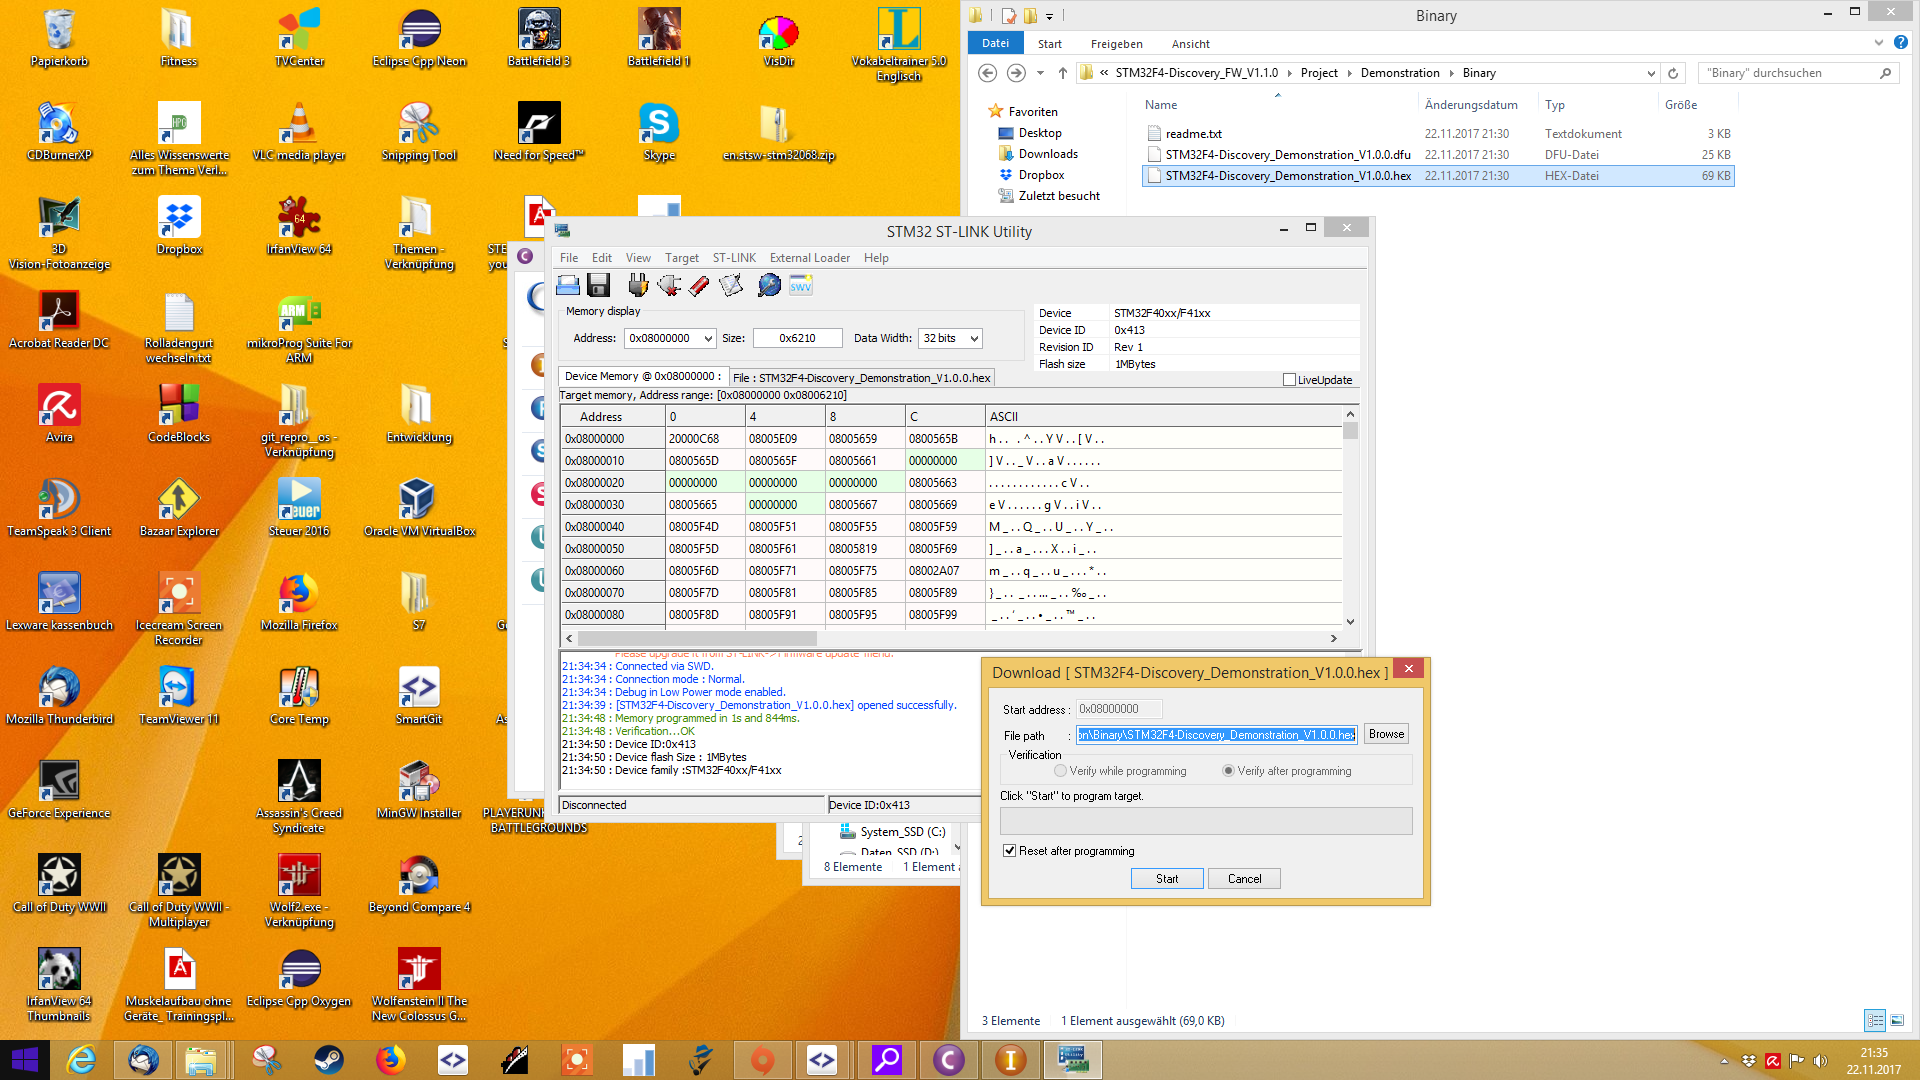 Papierkorb
Fitness
TVCenter
Eclipse Cpp Neon
Battlefield 3
Battlefield 1
VisDir
Vokabeltrainer 5.0 Englisch
CDBurnerXP
Alles Wissenswerte zum Thema Verl...
VLC media player
Snipping Tool
Need for Speed™
Skype
en.stsw-stm32068.zip
3D Vision-Fotoanzeige
Dropbox
IrfanView 64
Themen - Verknüpfung
Acrobat Reader DC
Rolladengurt wechseln.txt
mikroProg Suite For ARM
Avira
CodeBlocks
git_repro__os - Verknüpfung
Entwicklung
TeamSpeak 3 Client
Bazaar Explorer
Steuer 2016
Oracle VM VirtualBox
Lexware kassenbuch
Icecream Screen Recorder
Mozilla Firefox
S7
Mozilla Thunderbird
TeamViewer 11
Core Temp
SmartGit
GeForce Experience
Assassin's Creed Syndicate
MinGW Installer
PLAYERUNK
BATTLEGROUNDS
Call of Duty WWII
Call of Duty WWII - Multiplayer
Wolf2.exe - Verknüpfung
Beyond Compare 4
IrfanView 64 Thumbnails
Muskelaufbau ohne Geräte_ Trainingspl...
Eclipse Cpp Oxygen
Wolfenstein II The New Colossus G...
Binary
Datei Start Freigeben Ansicht
« STM32F4-Discovery_FW_V1.1.0 Project Demonstration Binary
"Binary" durchsuchen
Favoriten
Desktop
Downloads
Dropbox
Zuletzt besucht
Name Änderungsdatum Typ Größe
readme.txt 22.11.2017 21:30 Textdokument 3 KB
STM32F4-Discovery_Demonstration_V1.0.0.dfu 22.11.2017 21:30 DFU-Datei 25 KB
STM32F4-Discovery_Demonstration_V1.0.0.hex 22.11.2017 21:30 HEX-Datei 69 KB
3 Elemente 1 Element ausgewählt (69,0 KB)
STM32 ST-LINK Utility
File Edit View Target ST-LINK External Loader Help
SWV
Memory display
Address: 0x08000000 Size: 0x6210 Data Width: 32 bits
Device STM32F40xx/F41xx
Device ID 0x413
Revision ID Rev 1
Flash size 1MBytes
LiveUpdate
Device Memory @ 0x08000000 : File : STM32F4-Discovery_Demonstration_V1.0.0.hex
Target memory, Address range: [0x08000000 0x08006210]
Address 0 4 8 C ASCII
0x08000000 20000C68 08005E09 08005659 0800565B h.. .^..YV..[V..
0x08000010 0800565D 0800565F 08005661 00000000 ]V.._V..aV......
0x08000020 00000000 00000000 00000000 08005663 ............cV..
0x08000030 08005665 00000000 08005667 08005669 eV......gV..iV..
0x08000040 08005F4D 08005F51 08005F55 08005F59 M_..Q_..U_..Y_..
0x08000050 08005F5D 08005F61 08005819 08005F69 ]_..a_...X..i_..
0x08000060 08005F6D 08005F71 08005F75 08002A07 m_..q_..u_...*..
0x08000070 08005F7D 08005F81 08005F85 08005F89 }_.. _..…_..‰_..
0x08000080 08005F8D 08005F91 08005F95 08005F99 _..‘_..•_..™_..
Please upgrade it from ST-LINK->'Firmware update' menu.
21:34:34 : Connected via SWD.
21:34:34 : Connection mode : Normal.
21:34:34 : Debug in Low Power mode enabled.
21:34:39 : [STM32F4-Discovery_Demonstration_V1.0.0.hex] opened successfully.
21:34:48 : Memory programmed in 1s and 844ms.
21:34:48 : Verification...OK
21:34:50 : Device ID:0x413
21:34:50 : Device flash Size : 1MBytes
21:34:50 : Device family :STM32F40xx/F41xx
Disconnected Device ID:0x413
System_SSD (C:)
Daten_SSD (D:)
8 Elemente 1 Element
Download [ STM32F4-Discovery_Demonstration_V1.0.0.hex ]
Start address : 0x08000000
File path : on\Binary\STM32F4-Discovery_Demonstration_V1.0.0.hex Browse
Verification
Verify while programming Verify after programming
Click "Start" to program target.
Reset after programming
Start Cancel
21:35
22.11.2017